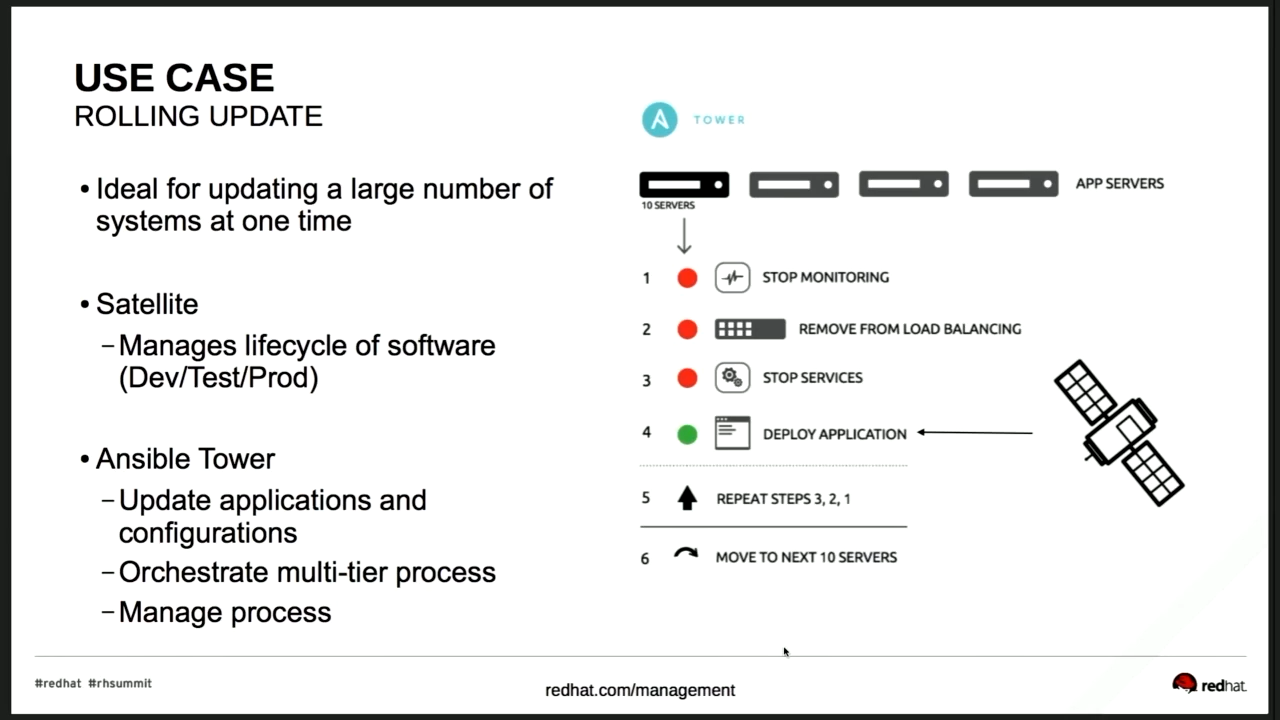 USE CASE
ROLLING UPDATE
• Ideal for updating a large number of
systems at one time
• Satellite
–Manages lifecycle of software
(Dev/Test/Prod)
• Ansible Tower
–Update applications and
configurations
–Orchestrate multi-tier process
–Manage process
A TOWER
APP SERVERS
10 SERVERS
1 STOP MONITORING
2 REMOVE FROM LOAD BALANCING
3 STOP SERVICES
4 DEPLOY APPLICATION
5 REPEAT STEPS 3, 2, 1
6 MOVE TO NEXT 10 SERVERS
#redhat #rhsummit
redhat.com/management
redhat.